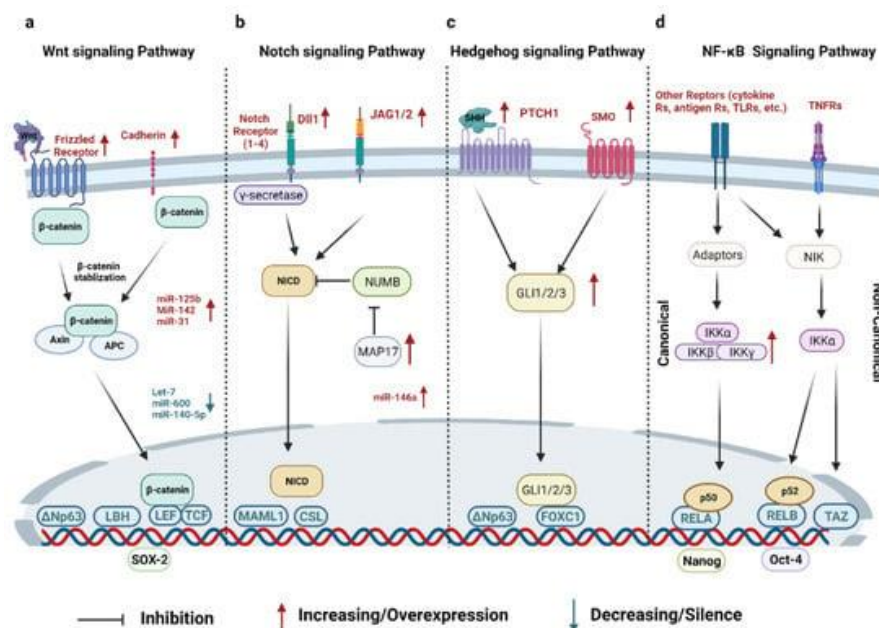 a
Wnt signaling Pathway
Wnt
Frizzled
Receptor
Cadherin
β-catenin
β-catenin
β-catenin
stablization
β-catenin
Axin
APC
miR-125b
MiR-142
miR-31
Let-7
miR-600
miR-140-5p
β-catenin
ΔNp63
LBH
LEF
TCF
SOX-2
b
Notch signaling Pathway
Notch
Receptor
(1-4)
Dll1
JAG1/2
γ-secretase
NICD
NUMB
MAP17
miR-146a
NICD
MAML1
CSL
c
Hedgehog signaling Pathway
SHH
PTCH1
SMO
GLI1/2/3
GLI1/2/3
ΔNp63
FOXC1
d
NF-κB Signaling Pathway
Other Reptors (cytokine
Rs, antigen Rs, TLRs, etc.)
TNFRs
Adaptors
NIK
Canonical
Non-Canonical
IKKα
IKKβ
IKKγ
IKKα
p50
RELA
p52
RELB
TAZ
Nanog
Oct-4
Inhibition
Increasing/Overexpression
Decreasing/Silence